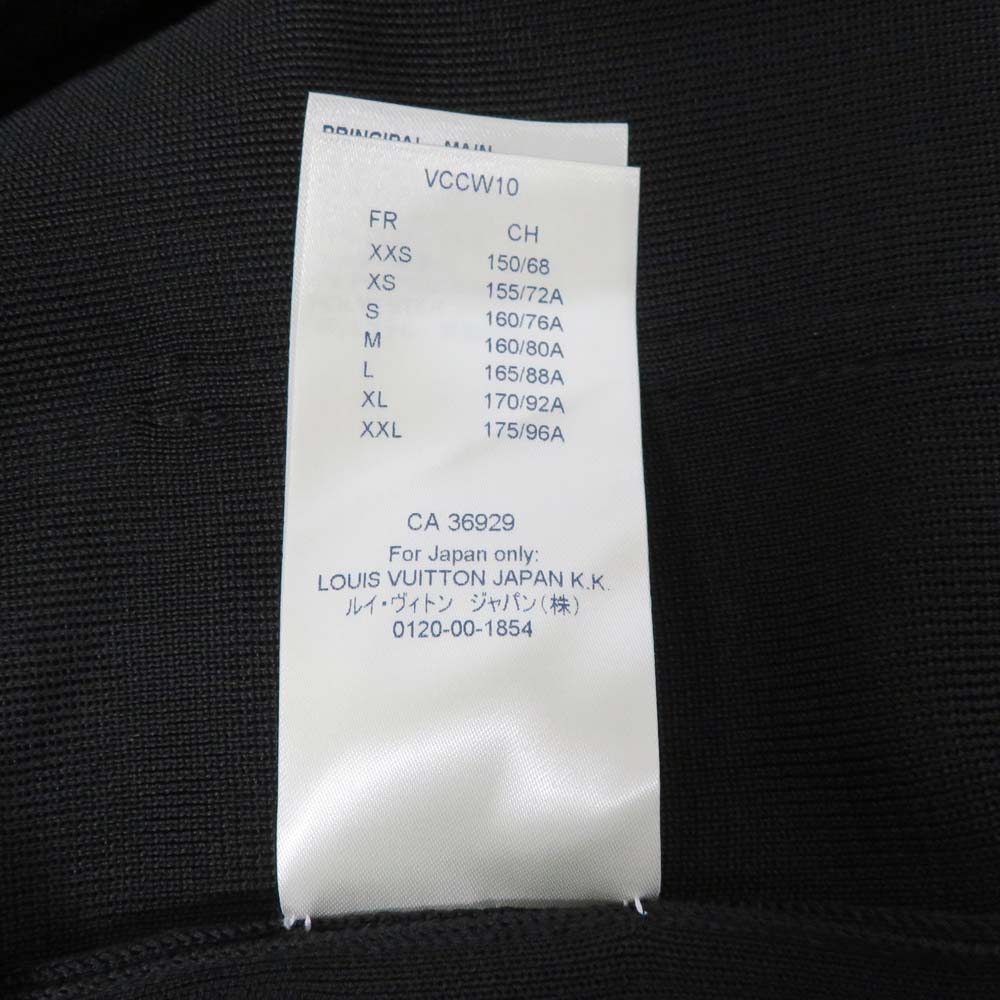 PRINCIPAL - MAIN
VCCW10
FR CH
XXS 150/68
XS 155/72A
S 160/76A
M 160/80A
L 165/88A
XL 170/92A
XXL 175/96A
CA 36929
For Japan only:
LOUIS VUITTON JAPAN K.K.
ルイ・ヴィトン ジャパン(株)
0120-00-1854